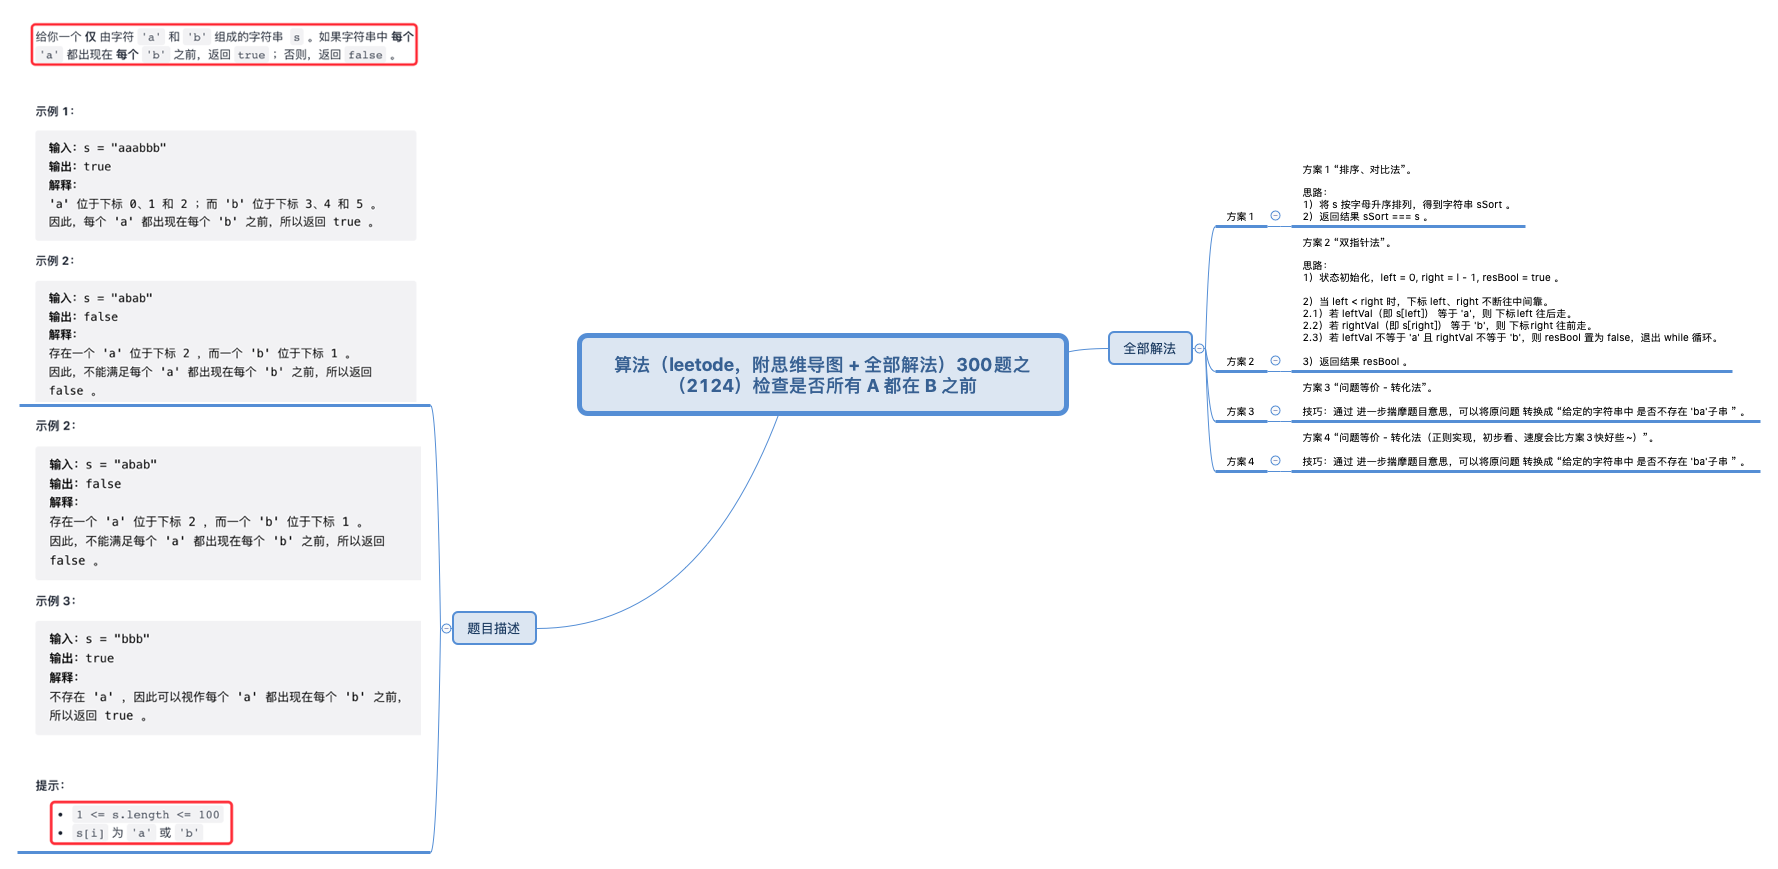 给你一个 仅 由字符 'a' 和 'b' 组成的字符串 s 。如果字符串中 每个
'a' 都出现在 每个 'b' 之前，返回 true ；否则，返回 false 。
示例 1：
输入：s = "aaabbb"
输出：true
解释：
'a' 位于下标 0、1 和 2 ；而 'b' 位于下标 3、4 和 5 。
因此，每个 'a' 都出现在每个 'b' 之前，所以返回 true 。
示例 2：
输入：s = "abab"
输出：false
解释：
存在一个 'a' 位于下标 2 ，而一个 'b' 位于下标 1 。
因此，不能满足每个 'a' 都出现在每个 'b' 之前，所以返回
false 。
示例 2：
输入：s = "abab"
输出：false
解释：
存在一个 'a' 位于下标 2 ，而一个 'b' 位于下标 1 。
因此，不能满足每个 'a' 都出现在每个 'b' 之前，所以返回
false 。
示例 3：
输入：s = "bbb"
输出：true
解释：
不存在 'a' ，因此可以视作每个 'a' 都出现在每个 'b' 之前，
所以返回 true 。
提示：
• 1 <= s.length <= 100
• s[i] 为 'a' 或 'b'
题目描述
算法（leetode，附思维导图 + 全部解法）300题之
（2124）检查是否所有 A 都在 B 之前
全部解法
方案 1
方案 1 “排序、对比法”。
思路：
1）将 s 按字母升序排列，得到字符串 sSort 。
2）返回结果 sSort === s 。
方案 2
方案 2 “双指针法”。
思路：
1）状态初始化，left = 0, right = l - 1, resBool = true 。
2）当 left < right 时，下标 left、right 不断往中间靠。
2.1）若 leftVal（即 s[left]） 等于 'a'，则 下标left 往后走。
2.2）若 rightVal（即 s[right]） 等于 'b'，则 下标right 往前走。
2.3）若 leftVal 不等于 'a' 且 rightVal 不等于 'b'，则 resBool 置为 false，退出 while 循环。
3）返回结果 resBool 。
方案 3
方案 3 “问题等价 - 转化法”。
技巧：通过 进一步揣摩题目意思，可以将原问题 转换成 “给定的字符串中 是否不存在 'ba'子串 ” 。
方案 4
方案 4 “问题等价 - 转化法（正则实现，初步看、速度会比方案 3 快好些~）” 。
技巧：通过 进一步揣摩题目意思，可以将原问题 转换成 “给定的字符串中 是否不存在 'ba'子串 ” 。